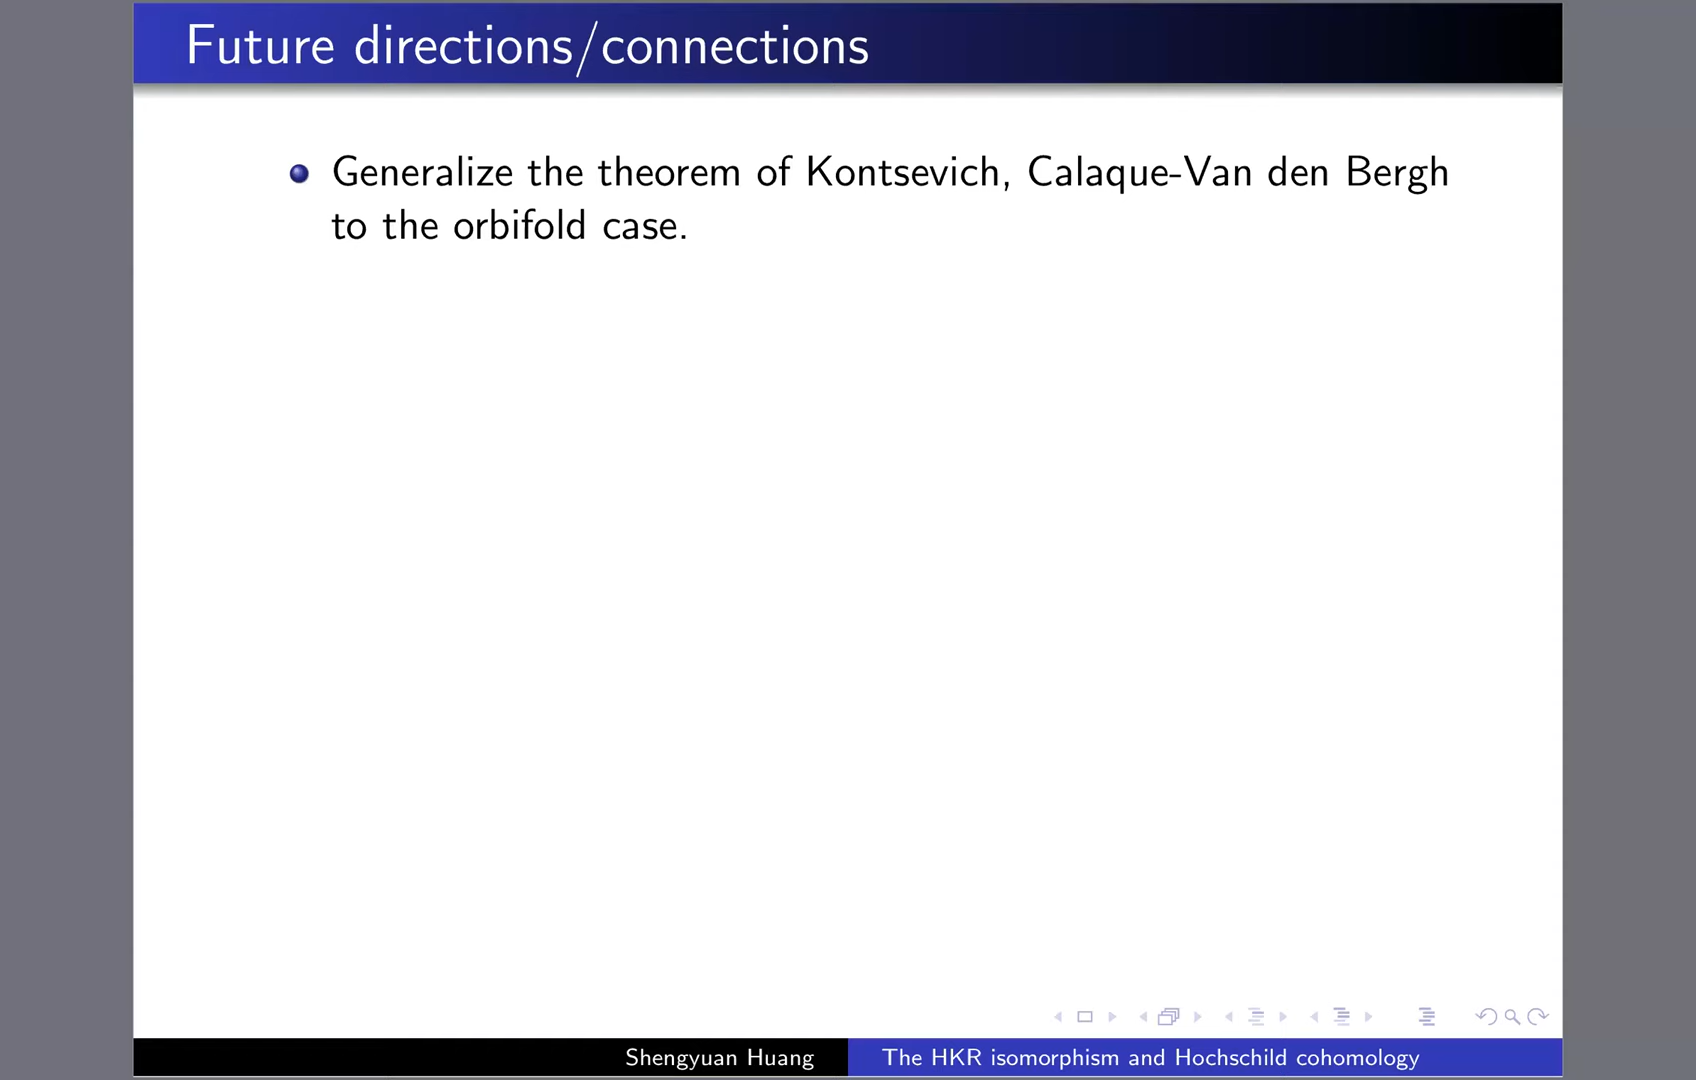 Future directions/connections
Generalize the theorem of Kontsevich, Calaque-Van den Bergh
to the orbifold case.
Shengyuan Huang
The HKR isomorphism and Hochschild cohomology